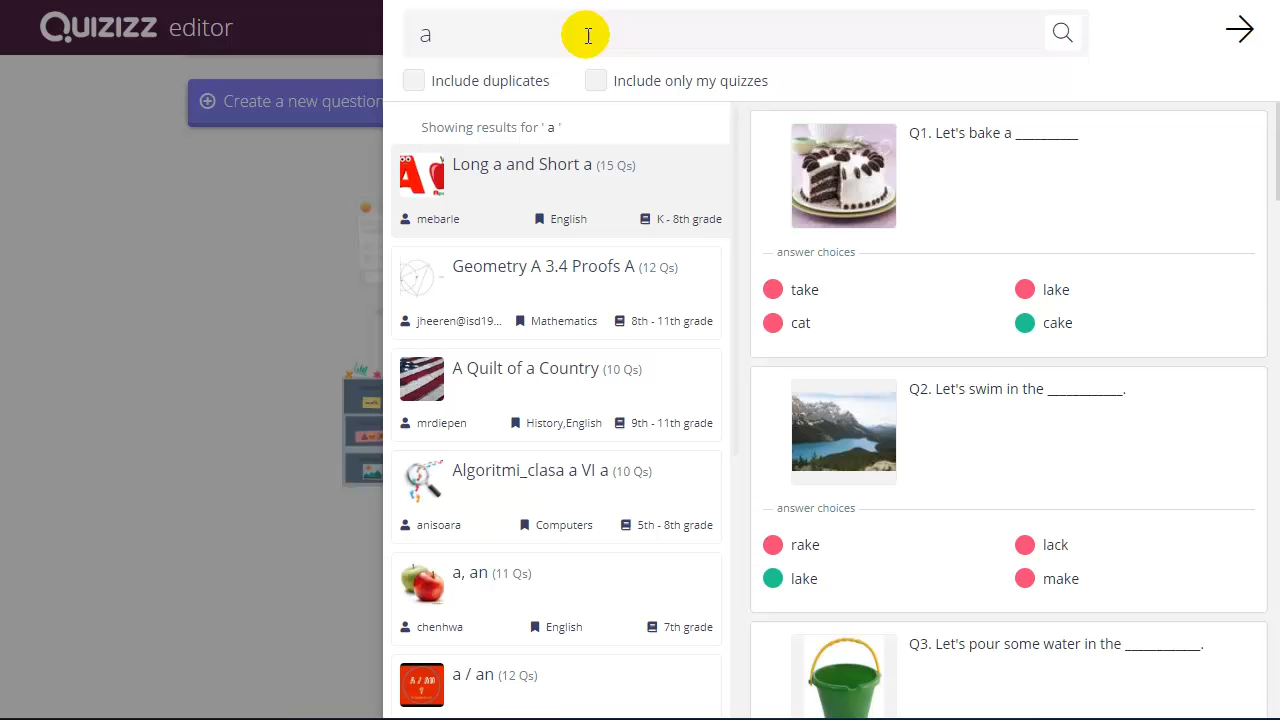 Quizizz editor
a
Include duplicates
Include only my quizzes
Create a new question
Showing results for ' a '
Long a and Short a (15 Qs)
mebarle
English
K - 8th grade
Geometry A 3.4 Proofs A (12 Qs)
jheeren@isd19...
Mathematics
8th - 11th grade
A Quilt of a Country (10 Qs)
mrdiepen
History,English
9th - 11th grade
Algoritmi_clasa a VI a (10 Qs)
anisoara
Computers
5th - 8th grade
a, an (11 Qs)
chenhwa
English
7th grade
a / an (12 Qs)
Q1. Let's bake a __________
answer choices
take
lake
cat
cake
Q2. Let's swim in the ____________.
answer choices
rake
lack
lake
make
Q3. Let's pour some water in the ____________.